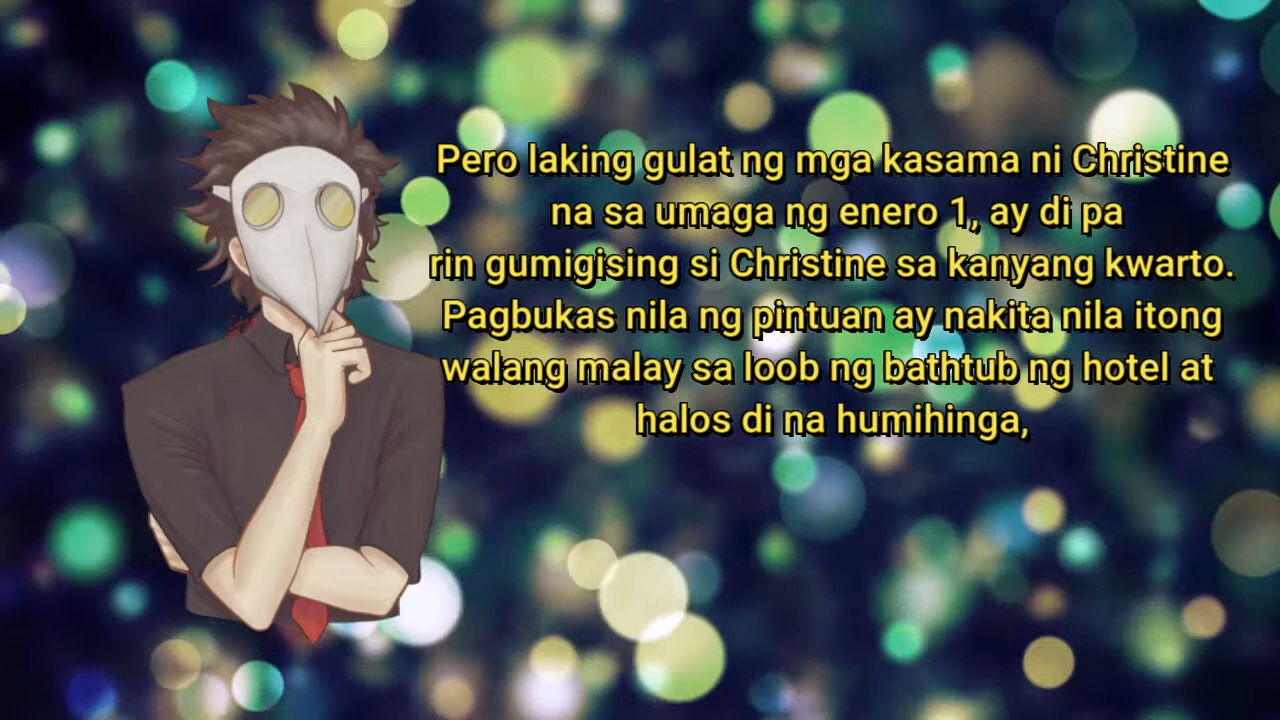 Pero laking gulat ng mga kasama ni Christine
na sa umaga ng enero 1, ay di pa
rin gumigising si Christine sa kanyang kwarto.
Pagbukas nila ng pintuan ay nakita nila itong
walang malay sa loob ng bathtub ng hotel at
halos di na humihinga,